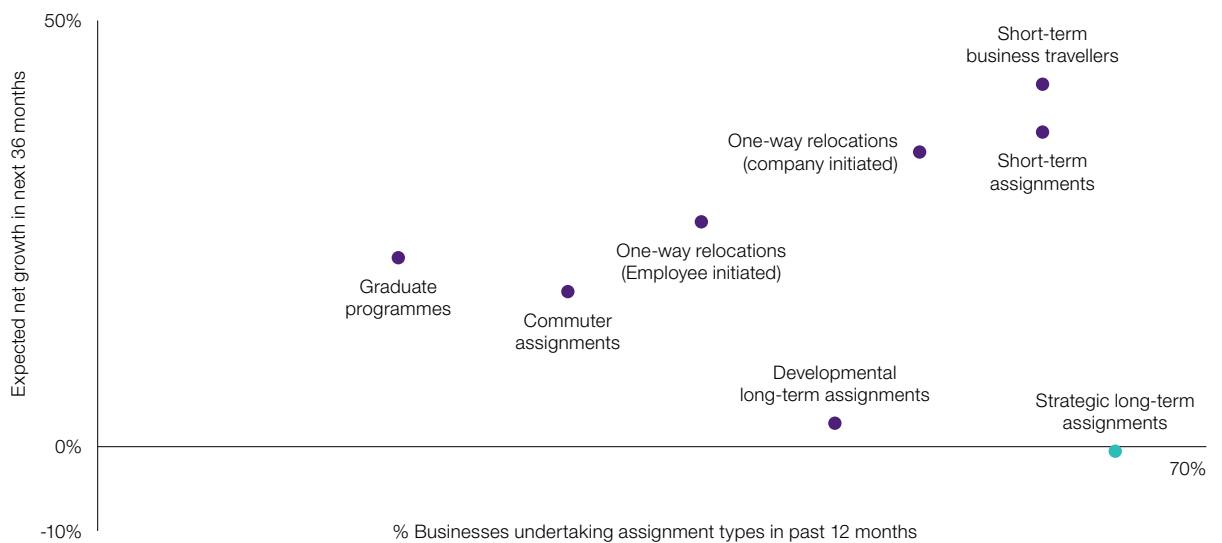 50%
Expected net growth in next 36 months
Short-term
business travellers
One-way relocations
(company initiated)
Short-term
assignments
One-way relocations
(Employee initiated)
Graduate
programmes
Commuter
assignments
Developmental
long-term assignments
Strategic long-term
assignments
0%
70%
-10%
% Businesses undertaking assignment types in past 12 months